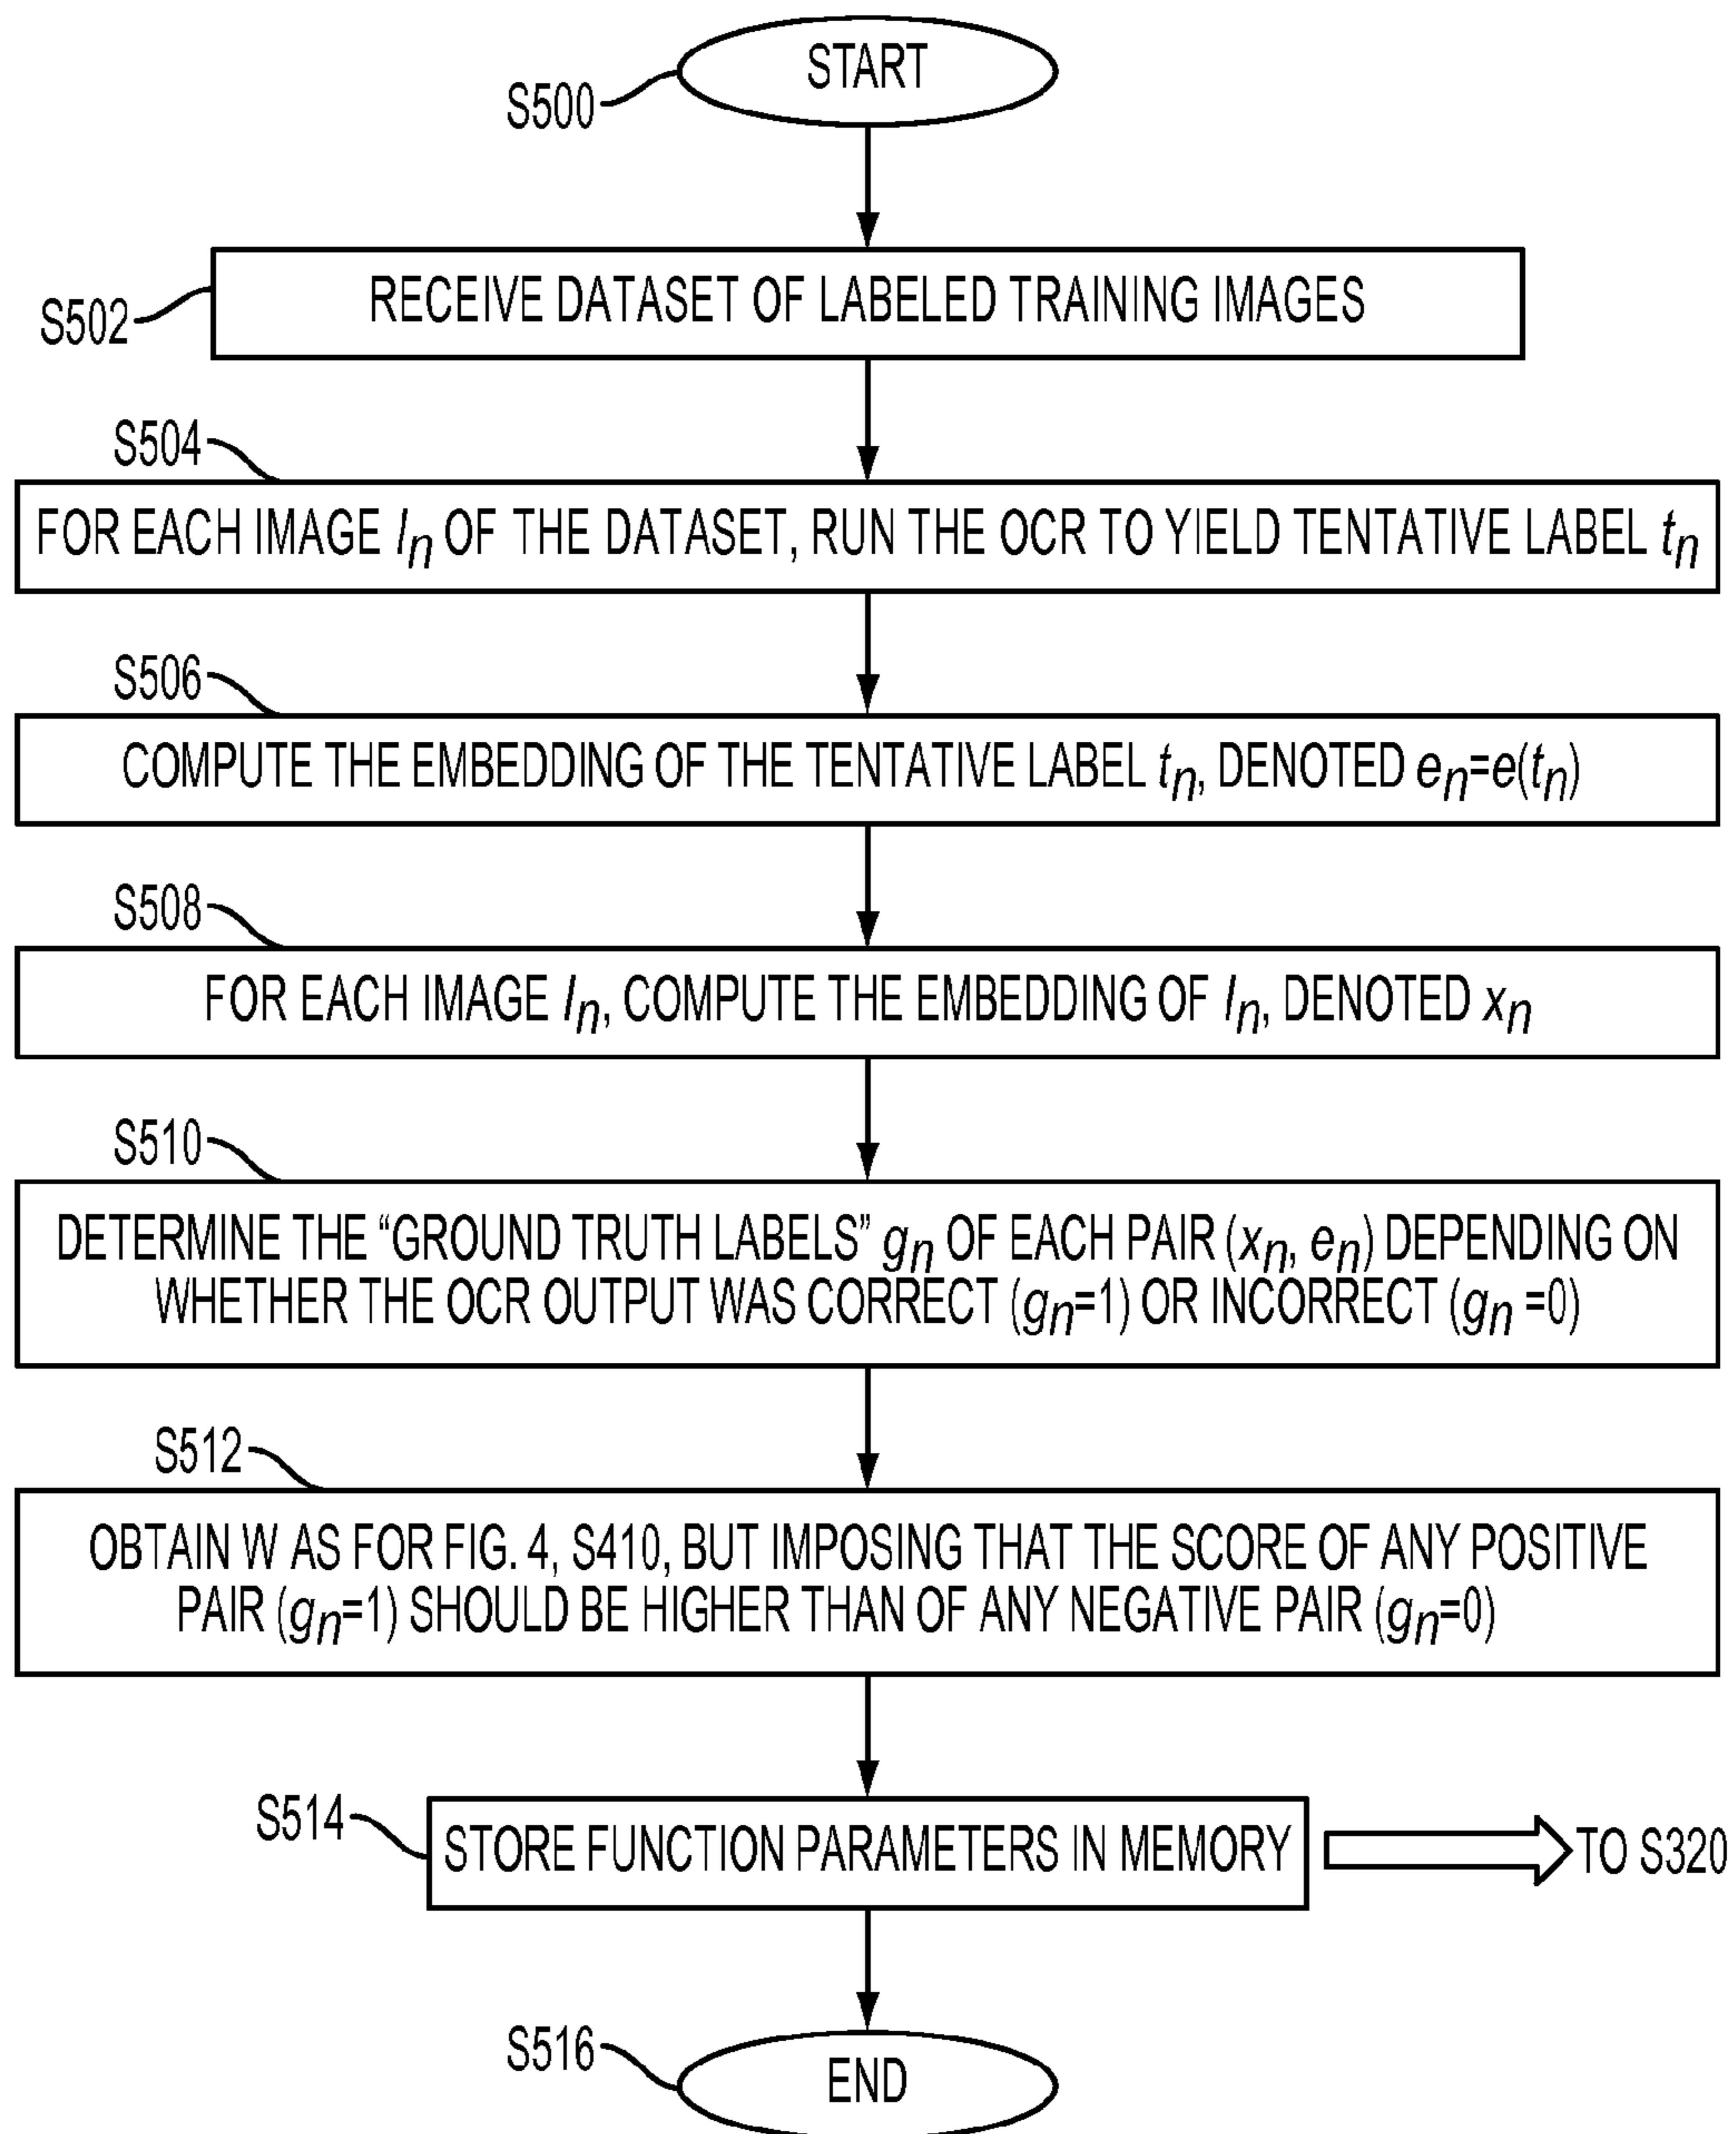 START
S500
RECEIVE DATASET OF LABELED TRAINING IMAGES
S502
S504
FOR EACH IMAGE In OF THE DATASET, RUN THE OCR TO YIELD TENTATIVE LABEL tn
S506
COMPUTE THE EMBEDDING OF THE TENTATIVE LABEL tn, DENOTED en=e(tn)
S508
FOR EACH IMAGE In, COMPUTE THE EMBEDDING OF In, DENOTED xn
S510
DETERMINE THE “GROUND TRUTH LABELS” gn OF EACH PAIR (xn, en) DEPENDING ON
WHETHER THE OCR OUTPUT WAS CORRECT (gn=1) OR INCORRECT (gn =0)
S512
OBTAIN W AS FOR FIG. 4, S410, BUT IMPOSING THAT THE SCORE OF ANY POSITIVE
PAIR (gn=1) SHOULD BE HIGHER THAN OF ANY NEGATIVE PAIR (gn=0)
S514
STORE FUNCTION PARAMETERS IN MEMORY
TO S320
S516
END